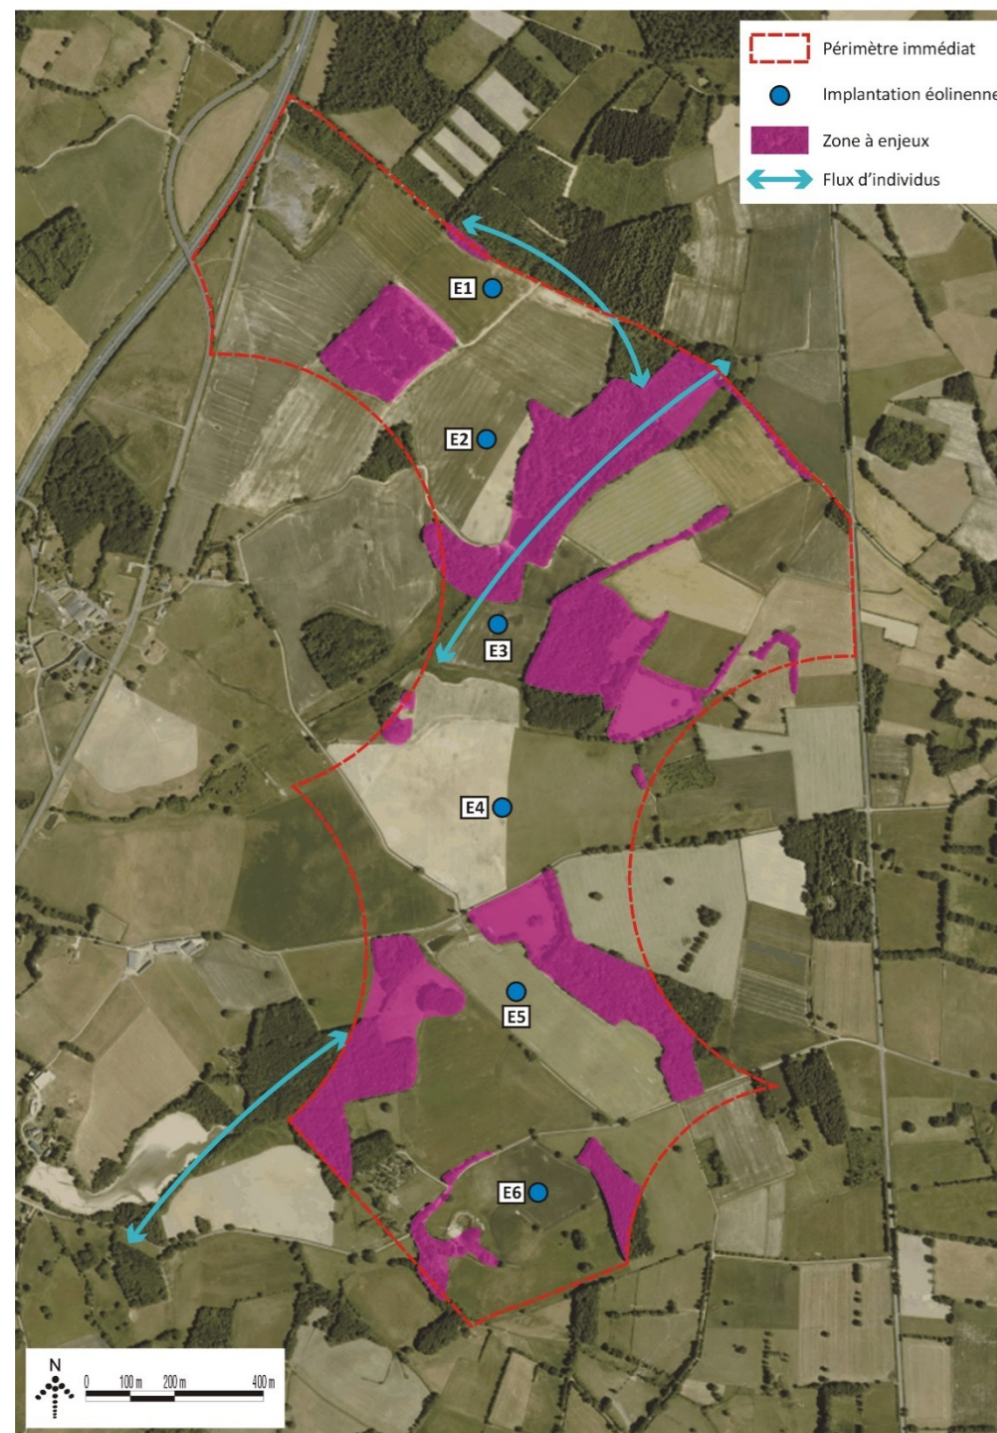 Périmètre immédiat
Implantation éolinenne
Zone à enjeux
Flux d'individus
E1
E2
E3
E4
E5
E6
N
0 100 m 200 m 400 m